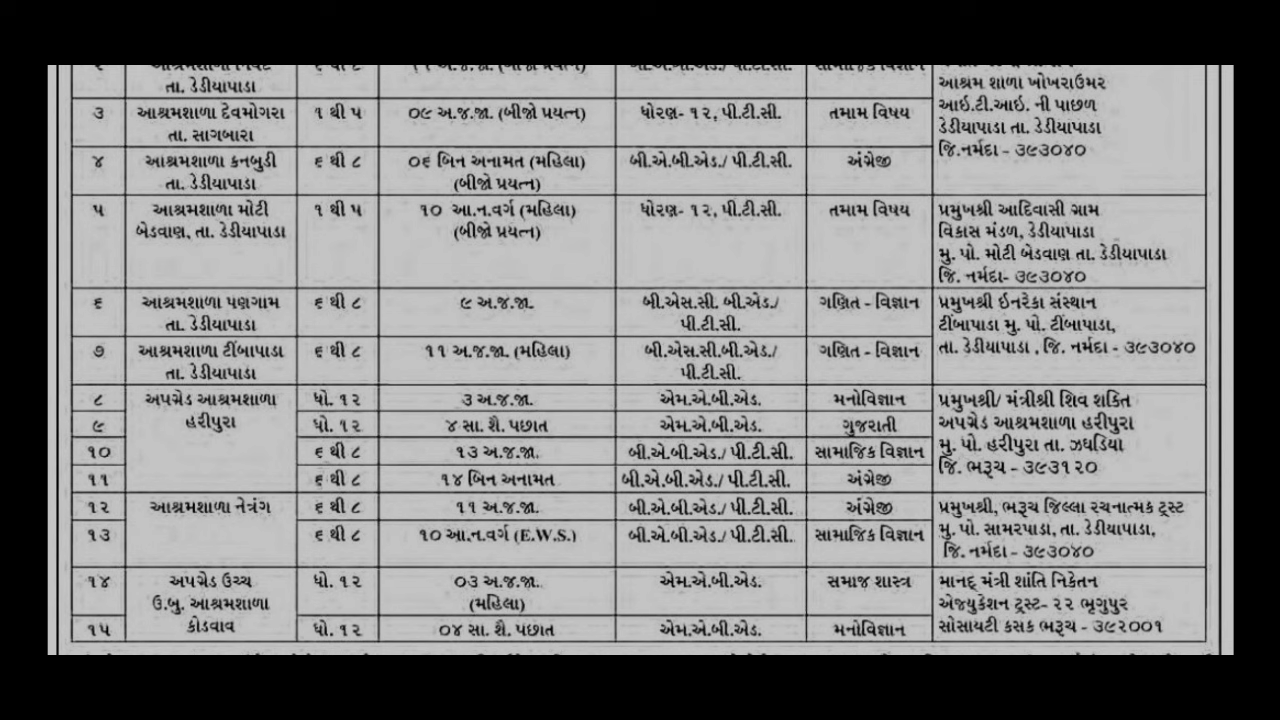 તા. ડેડીયાપાડા
આશ્રમ શાળા ખોખરાઉમર
આઇ.ટી.આઇ. ની પાછળ
ડેડીયાપાડા તા. ડેડીયાપાડા
જિ.નર્મદા - ૩૯૩૦૪૦
૩ આશ્રમશાળા દેવમોગરા ૧ થી ૫ ૦૯ અ.જ.જા (બીજો પ્રયત્ન) ધોરણ- ૧૨, પી.ટી.સી. તમામ વિષય
તા. સાગબારા
૪ આશ્રમશાળા કનબુડી ૬ થી ૮ ૦૬ બિન અનામત (મહિલા) બી.એ.બી.એડ./ પી.ટી.સી. અંગ્રેજી
તા. ડેડીયાપાડા (બીજો પ્રયત્ન)
૫ આશ્રમશાળા મોટી ૧ થી ૫ ૧૦ આ.ન.વર્ગ (મહિલા) ધોરણ- ૧૨, પી.ટી.સી. તમામ વિષય પ્રમુખશ્રી આદિવાસી ગ્રામ
બેડવાણ, તા. ડેડીયાપાડા (બીજો પ્રયત્ન) વિકાસ મંડળ, ડેડીયાપાડા
મુ. પો. મોટી બેડવાણ તા. ડેડીયાપાડા
જિ. નર્મદા- ૩૯૩૦૪૦
૬ આશ્રમશાળા પણગામ ૬ થી ૮ ૯ અ.જ.જા. બી.એસ.સી. બી.એડ./ ગણિત - વિજ્ઞાન પ્રમુખશ્રી ઇનરેકા સંસ્થાન
તા. ડેડીયાપાડા પી.ટી.સી. ટીંબાપાડા મુ. પો. ટીંબાપાડા,
૭ આશ્રમશાળા ટીંબાપાડા ૬ થી ૮ ૧૧ અ.જ.જા (મહિલા) બી.એસ.સી.બી.એડ./ ગણિત - વિજ્ઞાન તા. ડેડીયાપાડા , જિ. નર્મદા - ૩૯૩૦૪૦
તા. ડેડીયાપાડા પી.ટી.સી.
૮ અપગ્રેડ આશ્રમશાળા ધો. ૧૨ ૩ અ.જ.જા. એમ.એ.બી.એડ. મનોવિજ્ઞાન પ્રમુખશ્રી/ મંત્રીશ્રી શિવ શક્તિ
૯ હરીપુરા ધો. ૧૨ ૪ સા. શૈ. પછાત એમ.એ.બી.એડ. ગુજરાતી અપગ્રેડ આશ્રમશાળા હરીપુરા
૧૦ ૬ થી ૮ ૧૩ અ.જ.જા. બી.એ.બી.એડ./ પી.ટી.સી. સામાજિક વિજ્ઞાન મુ. પો. હરીપુરા તા. ઝઘડિયા
૧૧ ૬ થી ૮ ૧૪ બિન અનામત બી.એ.બી.એડ./ પી.ટી.સી. અંગ્રેજી જિ. ભરૂચ - ૩૯૩૧૨૦
૧૨ આશ્રમશાળા નેત્રંગ ૬ થી ૮ ૧૧ અ.જ.જા. બી.એ.બી.એડ./ પી.ટી.સી. અંગ્રેજી પ્રમુખશ્રી, ભરૂચ જિલ્લા રચનાત્મક ટ્રસ્ટ
૧૩ ૬ થી ૮ ૧૦ આ.ન.વર્ગ (E.W.S.) બી.એ.બી.એડ./ પી.ટી.સી. સામાજિક વિજ્ઞાન મુ. પો. સામરપાડા, તા. ડેડીયાપાડા,
જિ. નર્મદા - ૩૯૩૦૪૦
૧૪ અપગ્રેડ ઉચ્ચ ધો. ૧૨ ૦૩ અ.જ.જા. એમ.એ.બી.એડ. સમાજ શાસ્ત્ર માનદ્ મંત્રી શાંતિ નિકેતન
ઉ.બુ. આશ્રમશાળા (મહિલા) એજ્યુકેશન ટ્રસ્ટ- ૨૨ ભૃગુપુર
૧૫ કોડવાવ ધો. ૧૨ ૦૪ સા. શૈ. પછાત એમ.એ.બી.એડ. મનોવિજ્ઞાન સોસાયટી કસક ભરૂચ - ૩૯૨૦૦૧